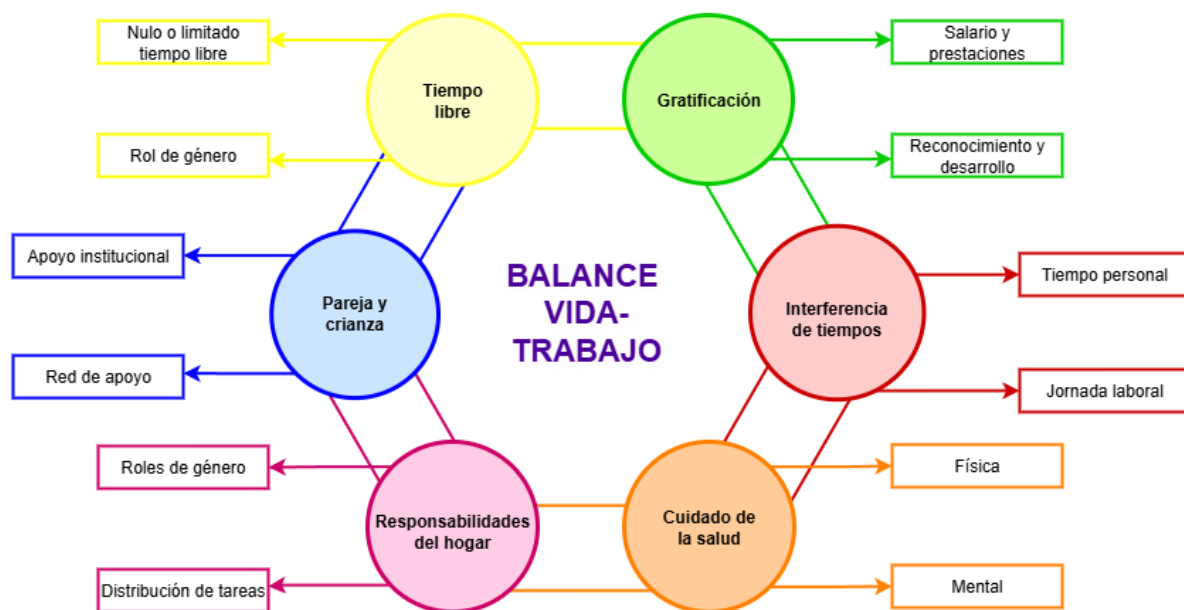 Nulo o limitado
tiempo libre
Rol de género
Tiempo
libre
Gratificación
Salario y
prestaciones
Reconocimiento y
desarrollo
Apoyo institucional
Red de apoyo
Pareja y
crianza
BALANCE
VIDA-
TRABAJO
Interferencia
de tiempos
Tiempo personal
Jornada laboral
Roles de género
Distribución de tareas
Responsabilidades
del hogar
Cuidado de
la salud
Física
Mental